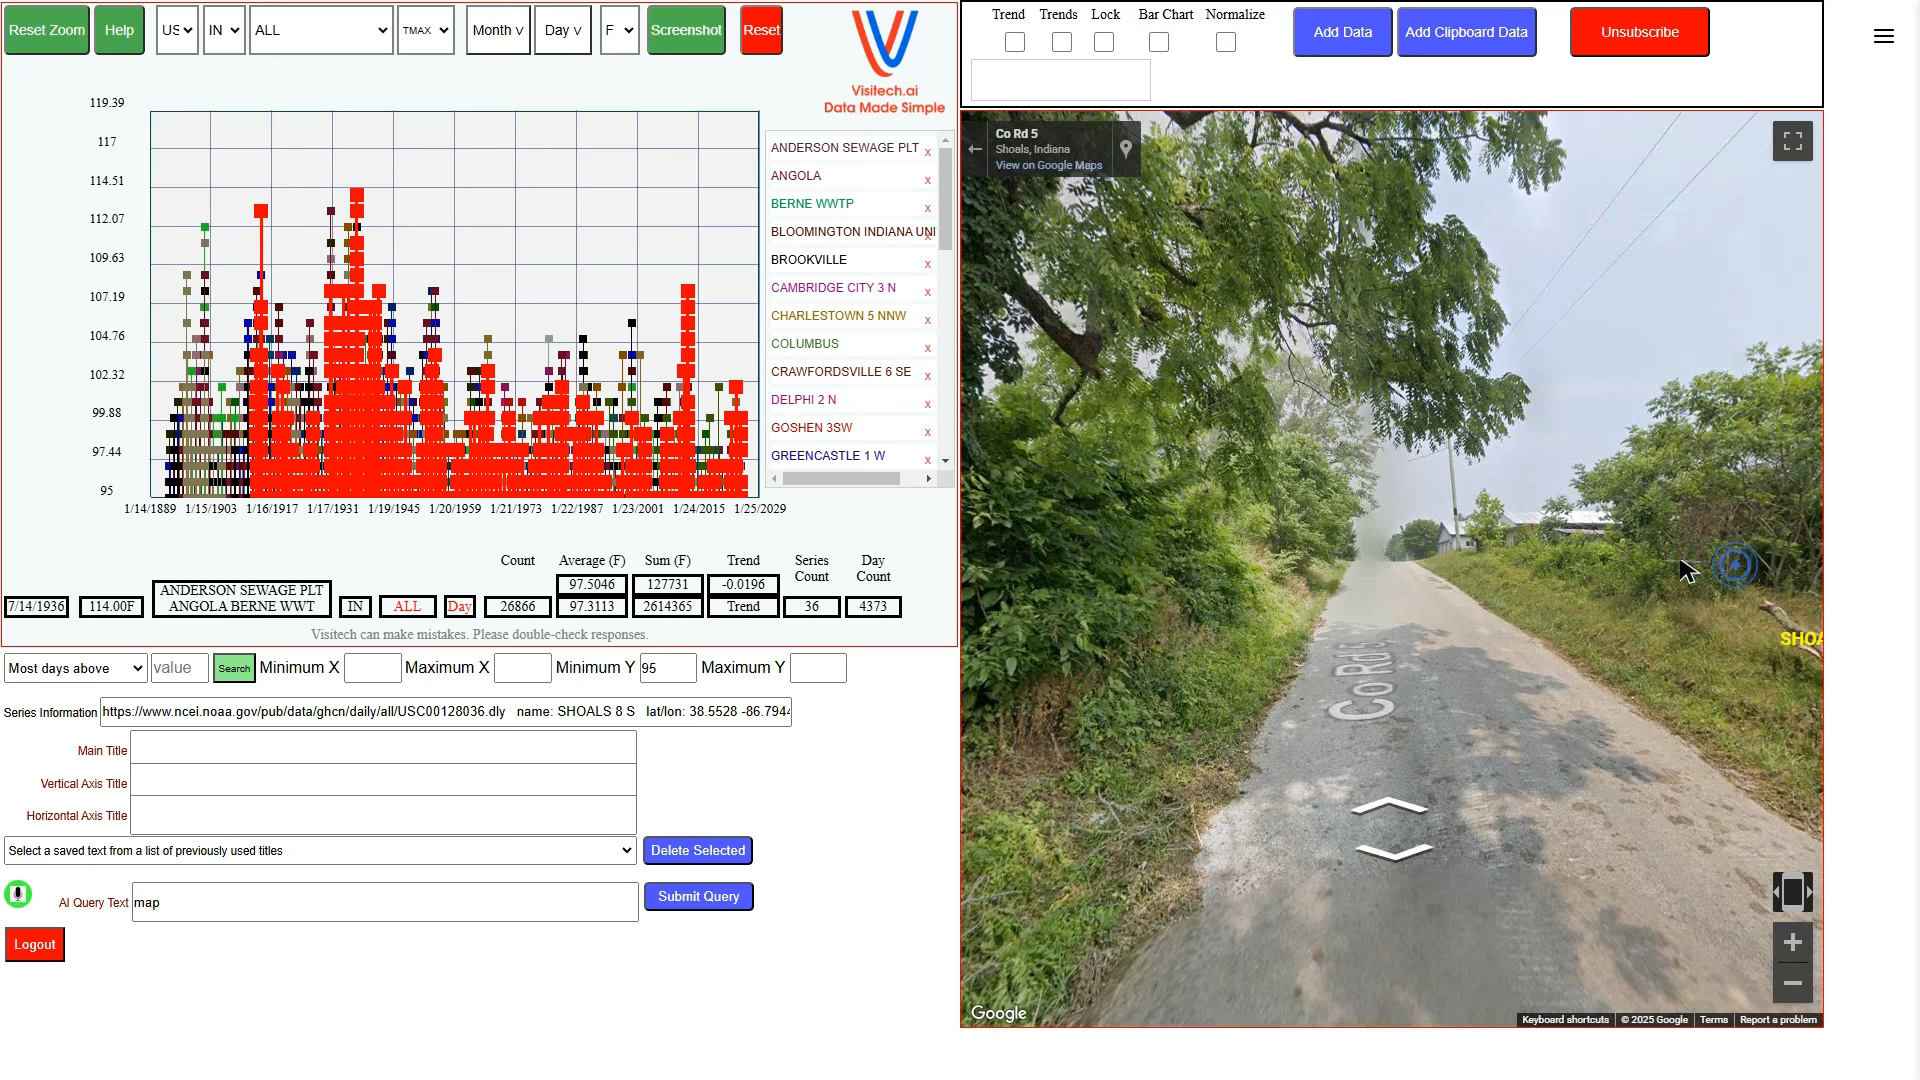 Reset Zoom Help US IN ALL TMAX Month v Day v F Screenshot Reset
Visitech.ai
Data Made Simple
119.39
117
114.51
112.07
109.63
107.19
104.76
102.32
99.88
97.44
95
1/14/1889 1/15/1903 1/16/1917 1/17/1931 1/19/1945 1/20/1959 1/21/1973 1/22/1987 1/23/2001 1/24/2015 1/25/2029
ANDERSON SEWAGE PLT x
ANGOLA x
BERNE WWTP x
BLOOMINGTON INDIANA UNI x
BROOKVILLE x
CAMBRIDGE CITY 3 N x
CHARLESTOWN 5 NNW x
COLUMBUS x
CRAWFORDSVILLE 6 SE x
DELPHI 2 N x
GOSHEN 3SW x
GREENCASTLE 1 W x
Count Average (F) Sum (F) Trend Series Count Day Count
97.5046 127731 -0.0196
7/14/1936 114.00F ANDERSON SEWAGE PLT
ANGOLA BERNE WWT IN ALL Day 26866 97.3113 2614365 Trend 36 4373
Visitech can make mistakes. Please double-check responses.
Most days above value Search Minimum X Maximum X Minimum Y 95 Maximum Y
Series Information https://www.ncei.noaa.gov/pub/data/ghcn/daily/all/USC00128036.dly name: SHOALS 8 S lat/lon: 38.5528 -86.794
Main Title
Vertical Axis Title
Horizontal Axis Title
Select a saved text from a list of previously used titles Delete Selected
AI Query Text map Submit Query
Logout
Trend Trends Lock Bar Chart Normalize
Add Data Add Clipboard Data Unsubscribe
Co Rd 5
Shoals, Indiana
View on Google Maps
SHOA
Co Rd 5
Google
Keyboard shortcuts © 2025 Google Terms Report a problem